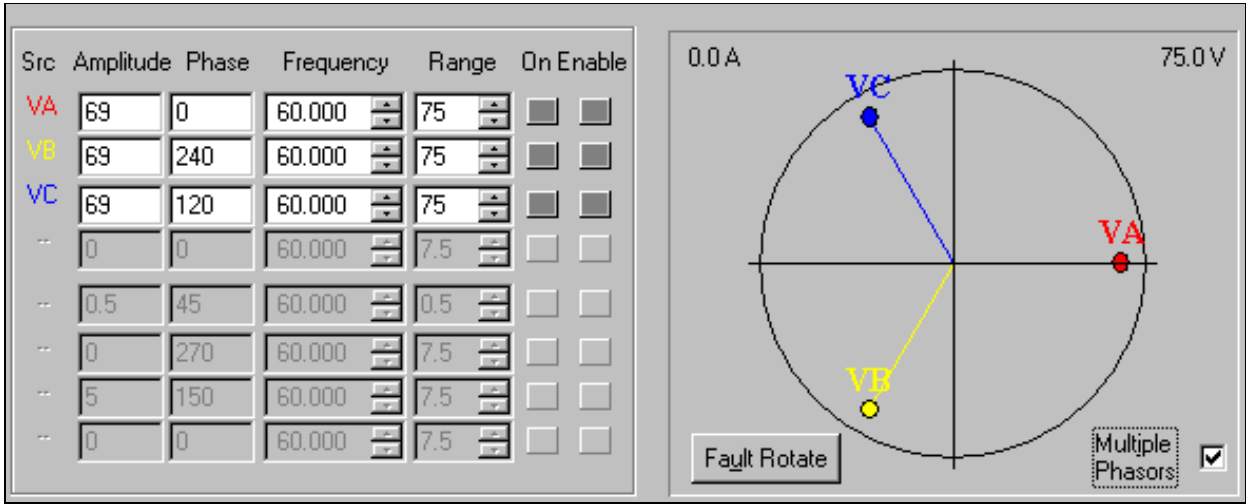 Src Amplitude Phase Frequency Range On Enable
VA 69 0 60.000 75
VB 69 240 60.000 75
VC 69 120 60.000 75
-- 0 0 60.000 7.5
-- 0.5 45 60.000 0.5
-- 0 270 60.000 7.5
-- 5 150 60.000 7.5
-- 0 0 60.000 7.5
0.0 A 75.0 V
VC
VA
VB
Fault Rotate
Multiple
Phasors